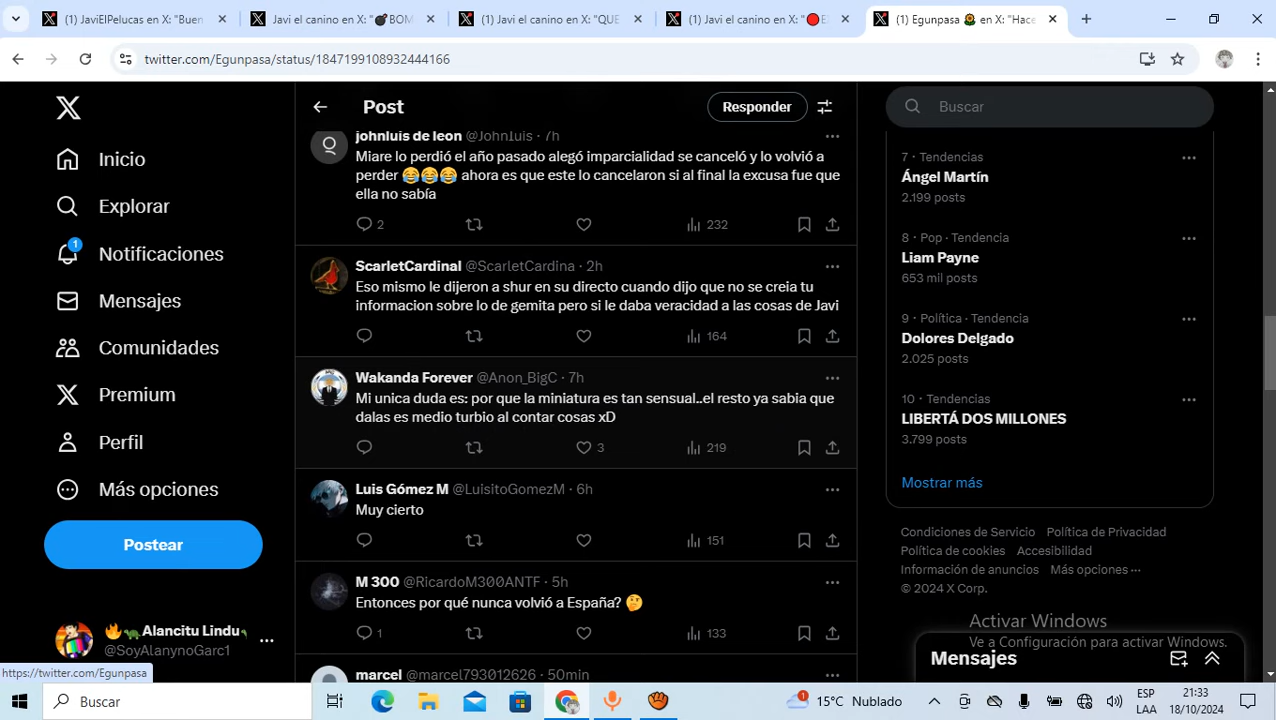 (1) JaviElPelucas en X: "Buen
Javi el canino en X: "💣BOM
(1) Javi el canino en X: "QUE
(1) Javi el canino en X: "🔴E
(1) Egunpasa 🌻 en X: "Hace
twitter.com/Egunpasa/status/1847199108932444166
Inicio
Explorar
1
Notificaciones
Mensajes
Comunidades
Premium
Perfil
Más opciones
Postear
🔥🐢Alancitu Lindu
@SoyAlanynoGarc1
https://twitter.com/Egunpasa
Post
Responder
johnluis de leon @Johnluis · 7h
Miare lo perdió el año pasado alegó imparcialidad se canceló y lo volvió a
perder 😂😂😂 ahora es que este lo cancelaron si al final la excusa fue que
ella no sabía
2
232
ScarletCardinal @ScarletCardina · 2h
Eso mismo le dijeron a shur en su directo cuando dijo que no se creia tu
informacion sobre lo de gemita pero si le daba veracidad a las cosas de Javi
164
Wakanda Forever @Anon_BigC · 7h
Mi unica duda es: por que la miniatura es tan sensual..el resto ya sabia que
dalas es medio turbio al contar cosas xD
3
219
Luis Gómez M @LuisitoGomezM · 6h
Muy cierto
151
M 300 @RicardoM300ANTF · 5h
Entonces por qué nunca volvió a España? 🤔
1
133
marcel @marcel793012626 · 50min
Buscar
7 · Tendencias
Ángel Martín
2.199 posts
8 · Pop · Tendencia
Liam Payne
653 mil posts
9 · Política · Tendencia
Dolores Delgado
2.025 posts
10 · Tendencias
LIBERTÁ DOS MILLONES
3.799 posts
Mostrar más
Condiciones de Servicio Política de Privacidad
Política de cookies Accesibilidad
Información de anuncios Más opciones ···
© 2024 X Corp.
Activar Windows
Ve a Configuración para activar Windows.
Mensajes
Buscar
1
15°C Nublado
ESP
LAA
21:33
18/10/2024